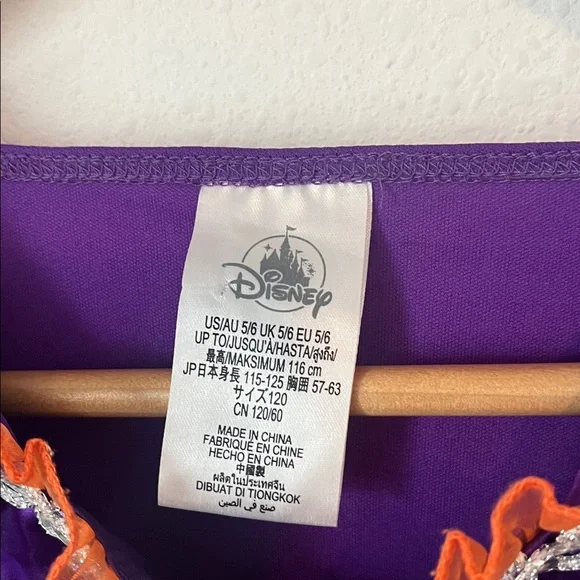 Disney
US/AU 5/6 UK 5/6 EU 5/6
UP TO/JUSQU'À/HASTA/สูงถึง/
最高/MAKSIMUM 116 cm
JP日本身長 115-125 胸囲 57-63
サイズ120
CN 120/60
MADE IN CHINA
FABRIQUÉ EN CHINE
HECHO EN CHINA
中國製
ผลิตในประเทศจีน
DIBUAT DI TIONGKOK
صنع في الصين